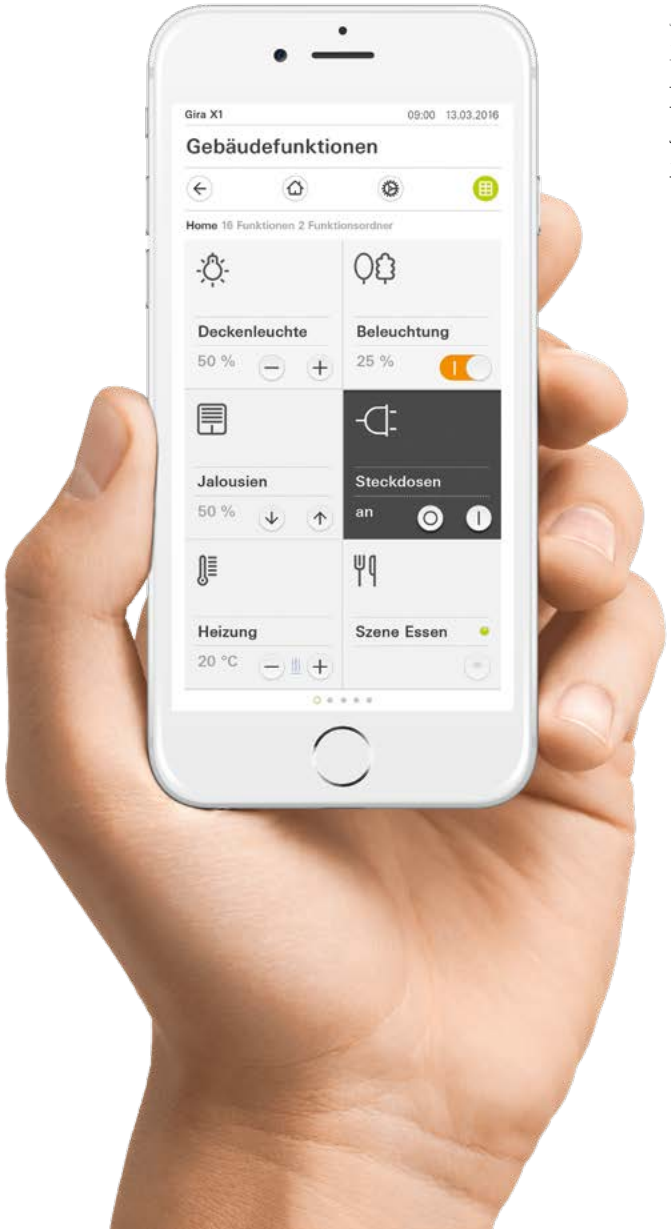 Gira X1 09:00 13.03.2016
Gebäudefunktionen
Home 16 Funktionen 2 Funktionsordner
Deckenleuchte Beleuchtung
50 % 25 %
Jalousien Steckdosen
50 % an
Heizung Szene Essen
20 °C